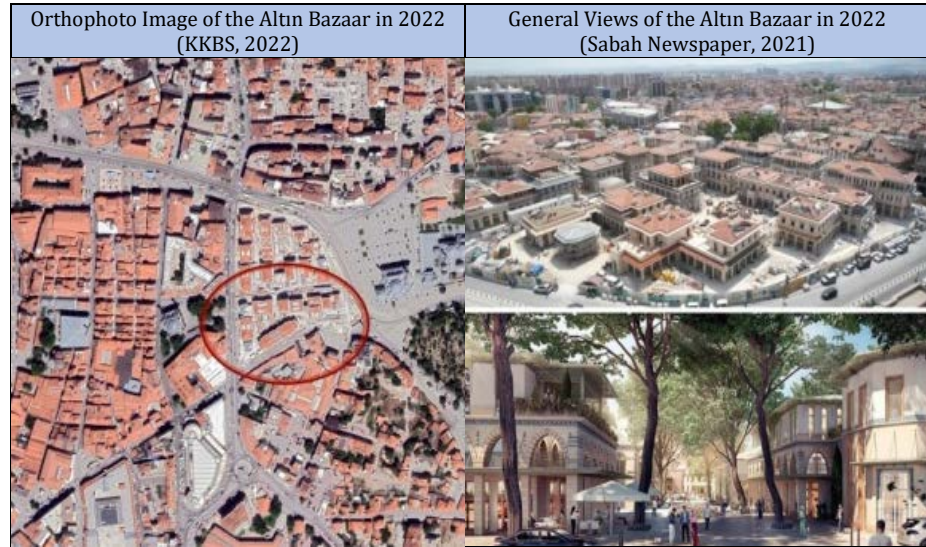 Orthophoto Image of the Altın Bazaar in 2022
(KKBS, 2022)
General Views of the Altın Bazaar in 2022
(Sabah Newspaper, 2021)